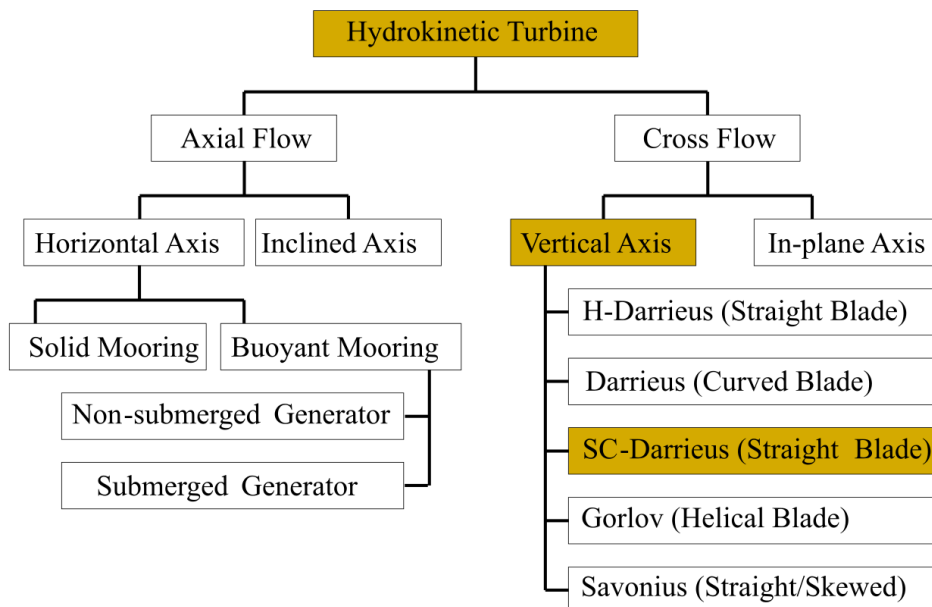 Hydrokinetic Turbine
Axial Flow
Cross Flow
Horizontal Axis
Inclined Axis
Vertical Axis
In-plane Axis
Solid Mooring
Buoyant Mooring
Non-submerged Generator
Submerged Generator
H-Darrieus (Straight Blade)
Darrieus (Curved Blade)
SC-Darrieus (Straight Blade)
Gorlov (Helical Blade)
Savonius (Straight/Skewed)